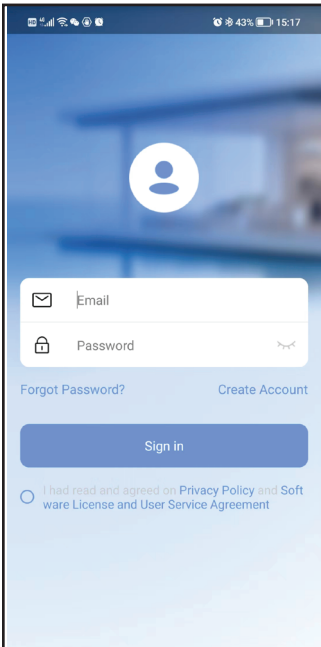 HD 43% 15:17
Email
Password
Forgot Password? Create Account
Sign in
I had read and agreed on Privacy Policy and Soft
ware License and User Service Agreement